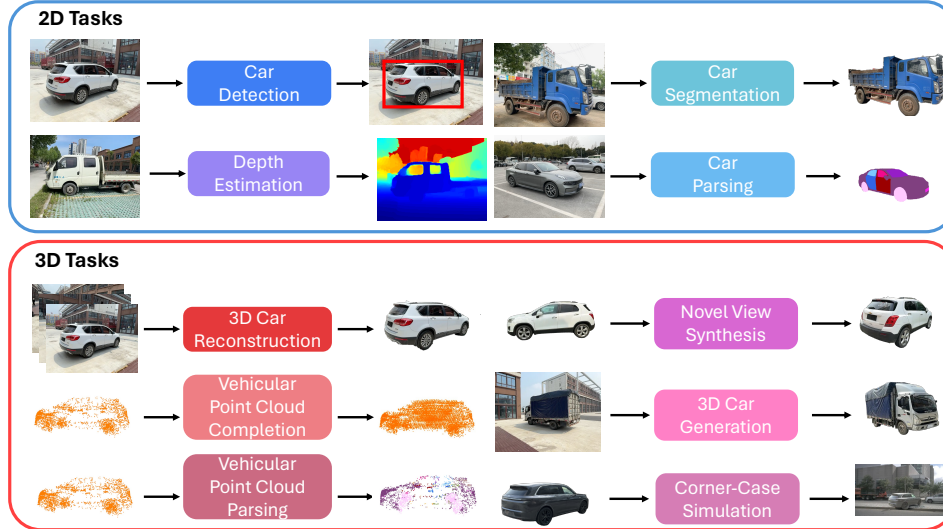 2D Tasks
Car
Detection
Car
Segmentation
Depth
Estimation
Car
Parsing
3D Tasks
3D Car
Reconstruction
Novel View
Synthesis
Vehicular
Point Cloud
Completion
3D Car
Generation
Vehicular
Point Cloud
Parsing
Corner-Case
Simulation